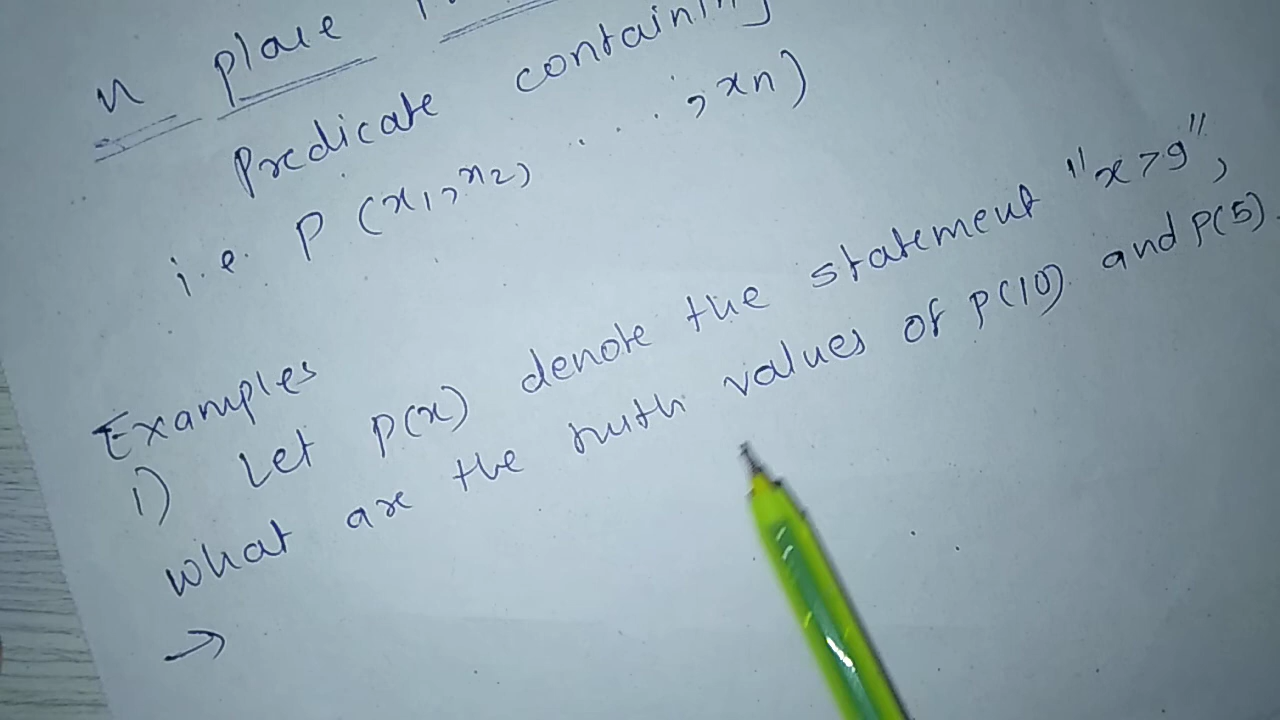 n place
Predicate containing
i.e. P (x1, x2, ....., xn)
Examples
1) Let P(x) denote the statement "x>9",
what are the truth values of P(10) and P(5).
→